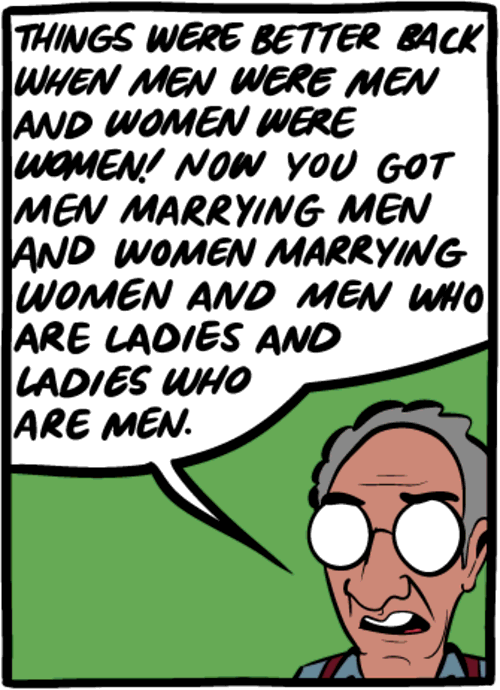 THINGS WERE BETTER BACK
WHEN MEN WERE MEN
AND WOMEN WERE
WOMEN! NOW YOU GOT
MEN MARRYING MEN
AND WOMEN MARRYING
WOMEN AND MEN WHO
ARE LADIES AND
LADIES WHO
ARE MEN.